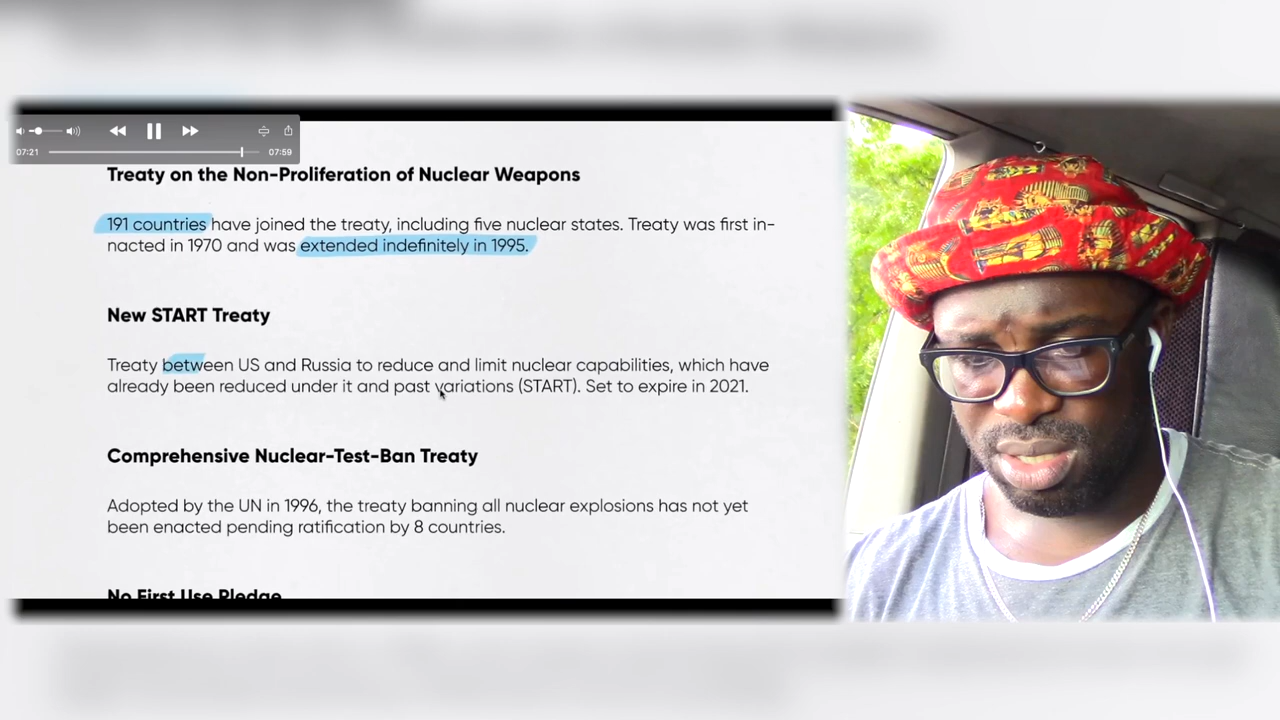 07:21
07:59
Treaty on the Non-Proliferation of Nuclear Weapons
191 countries have joined the treaty, including five nuclear states. Treaty was first in-
nacted in 1970 and was extended indefinitely in 1995.
New START Treaty
Treaty between US and Russia to reduce and limit nuclear capabilities, which have
already been reduced under it and past variations (START). Set to expire in 2021.
Comprehensive Nuclear-Test-Ban Treaty
Adopted by the UN in 1996, the treaty banning all nuclear explosions has not yet
been enacted pending ratification by 8 countries.
No First Use Pledge